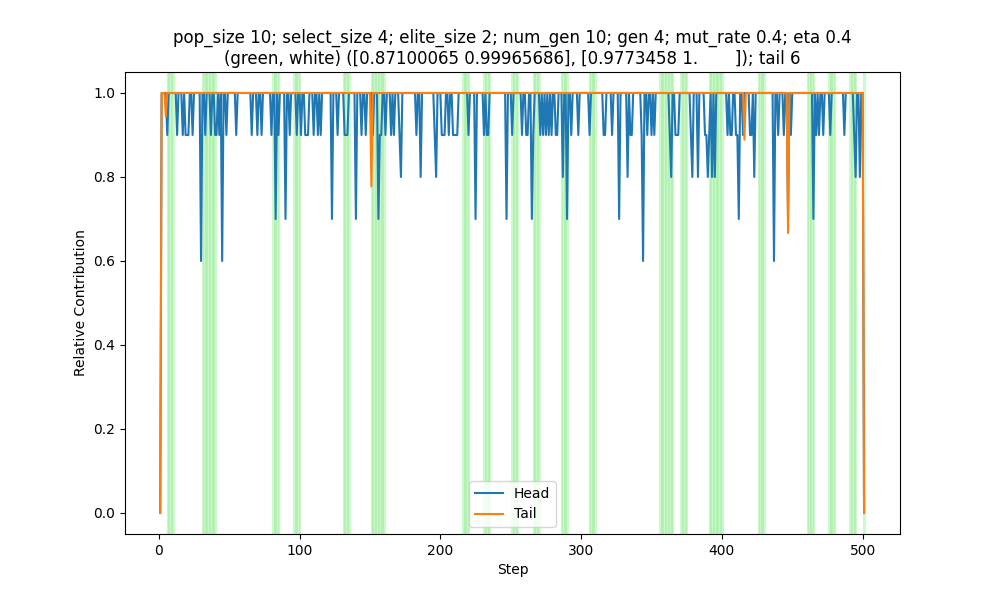 pop_size 10; select_size 4; elite_size 2; num_gen 10; gen 4; mut_rate 0.4; eta 0.4
(green, white) ([0.87100065 0.99965686], [0.9773458 1.        ]); tail 6
Relative Contribution
1.0
0.8
0.6
0.4
0.2
0.0
Head
Tail
0 100 200 300 400 500
Step